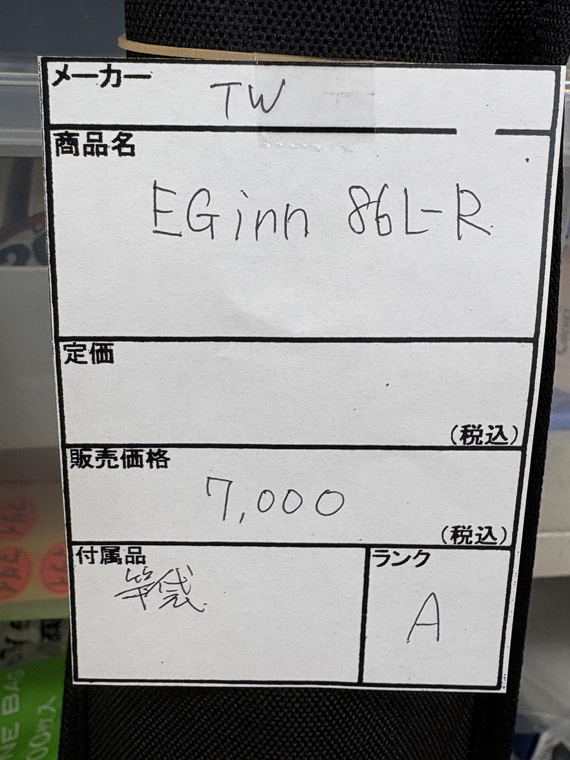 メーカー
TW
商品名
EGinn 86L-R
定価
(税込)
販売価格
7,000
(税込)
付属品
竿袋
ランク
A